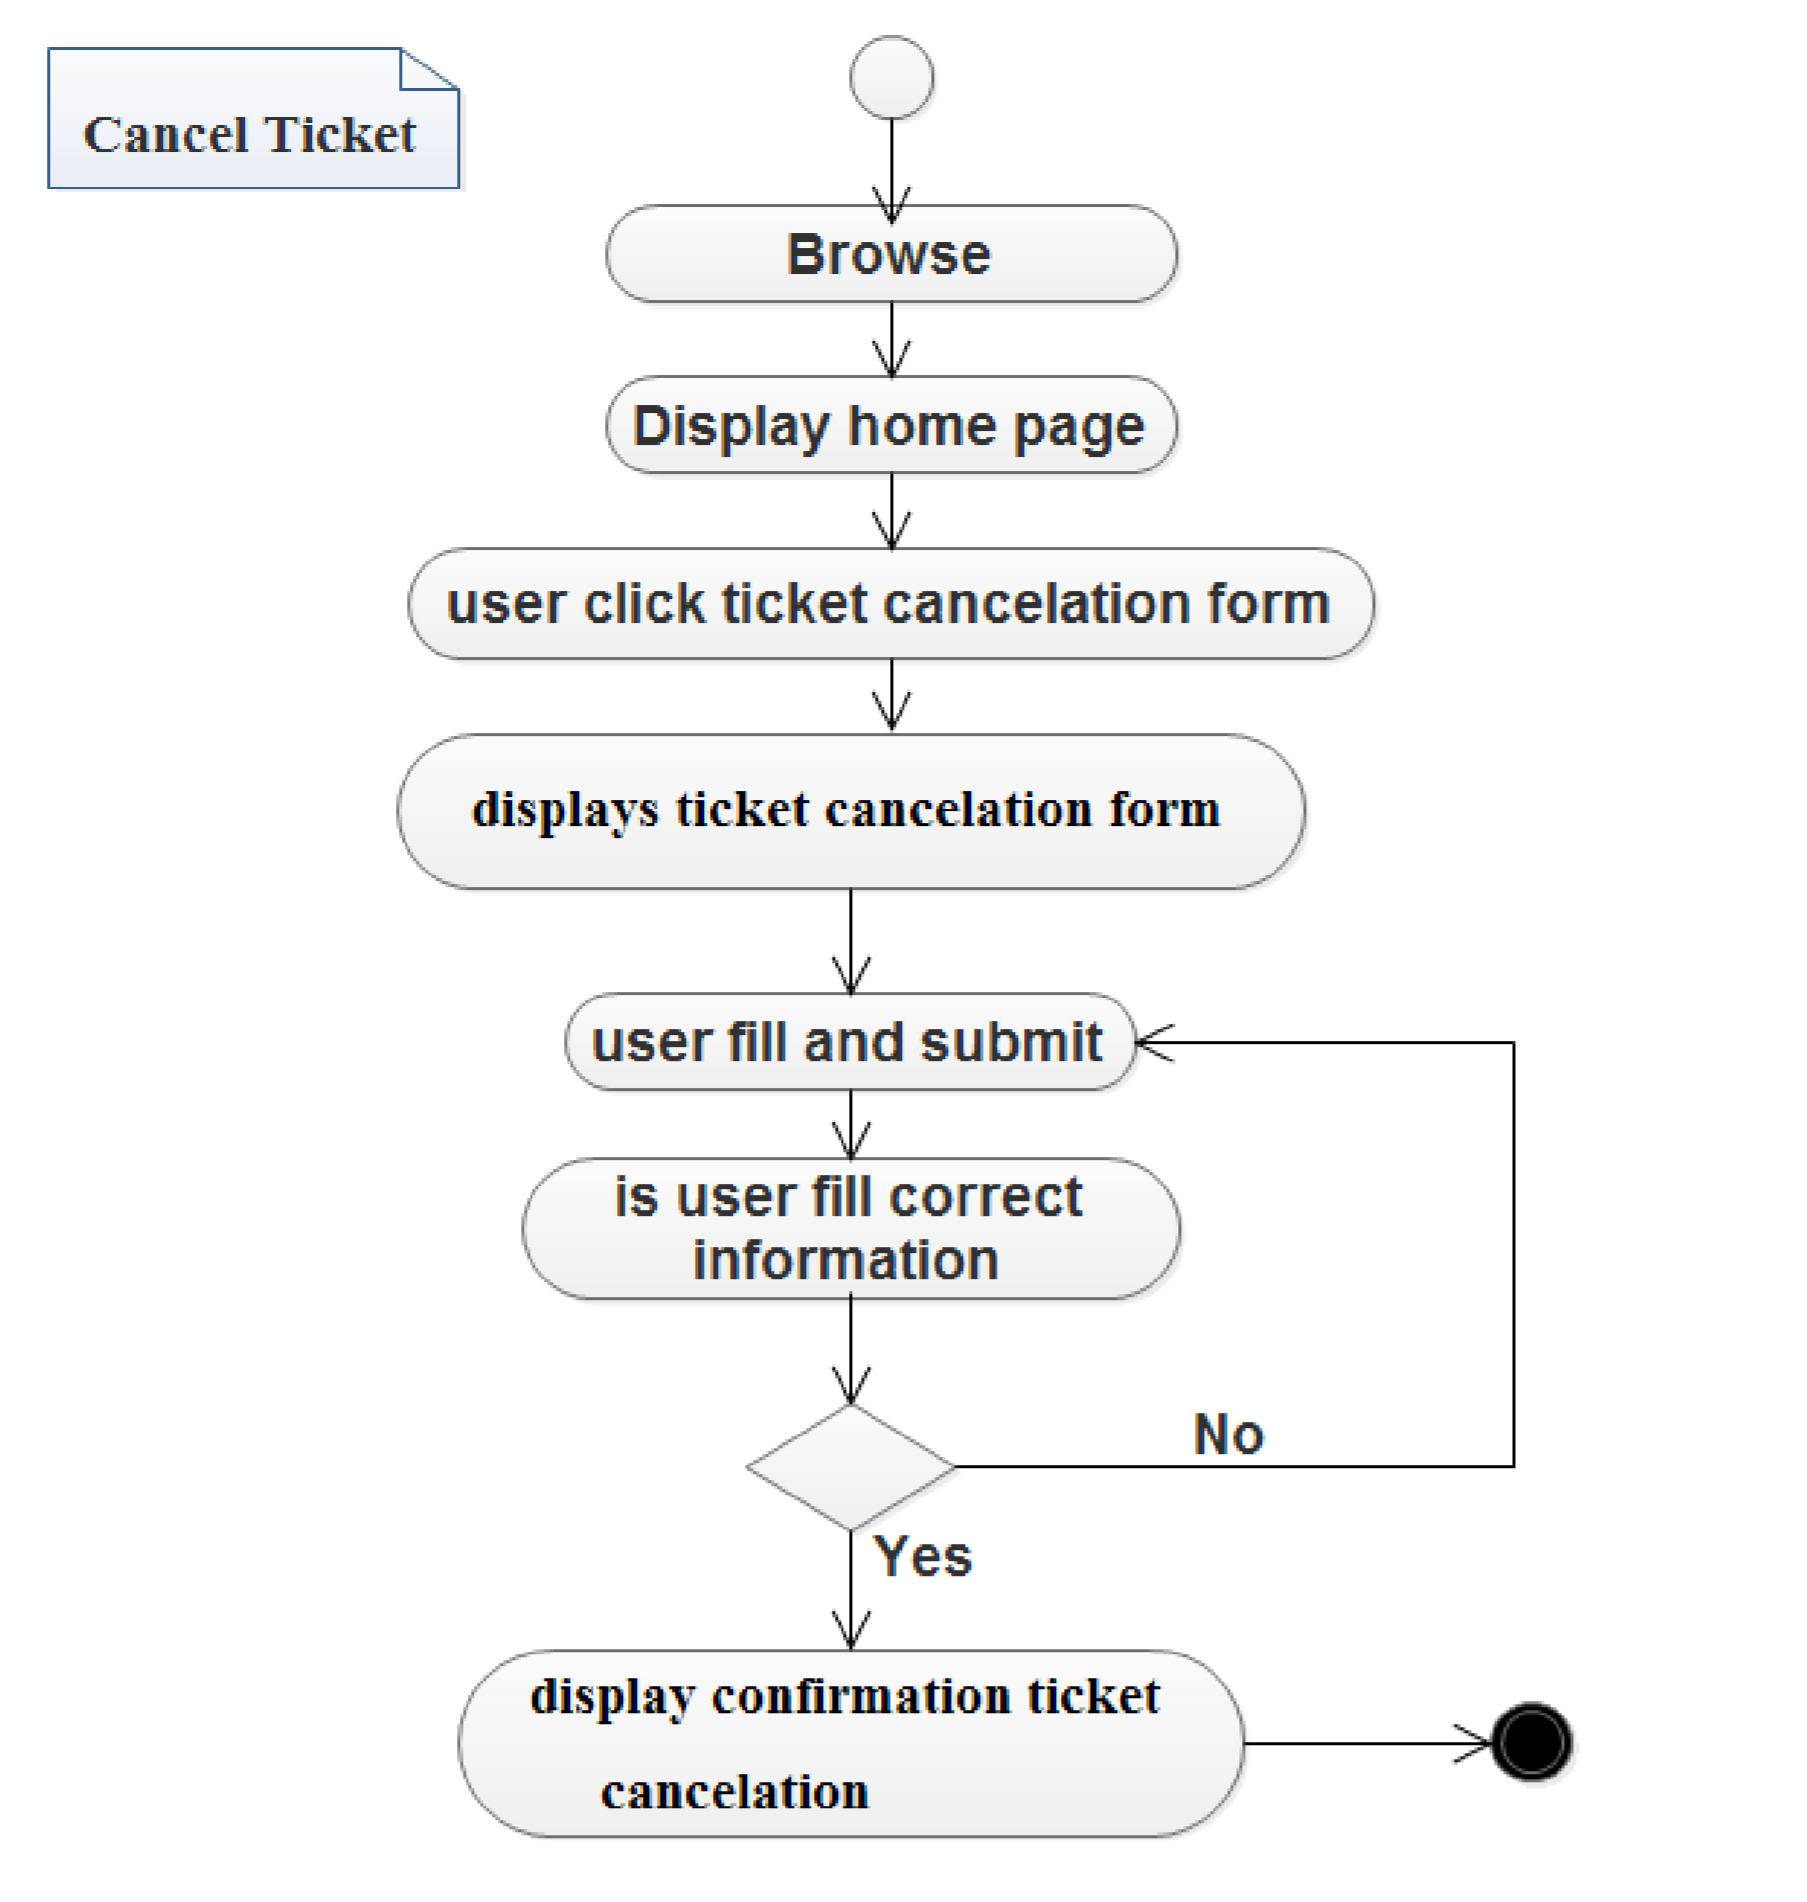 Cancel Ticket
Browse
Display home page
user click ticket cancelation form
displays ticket cancelation form
user fill and submit
is user fill correct
information
No
Yes
display confirmation ticket
cancelation